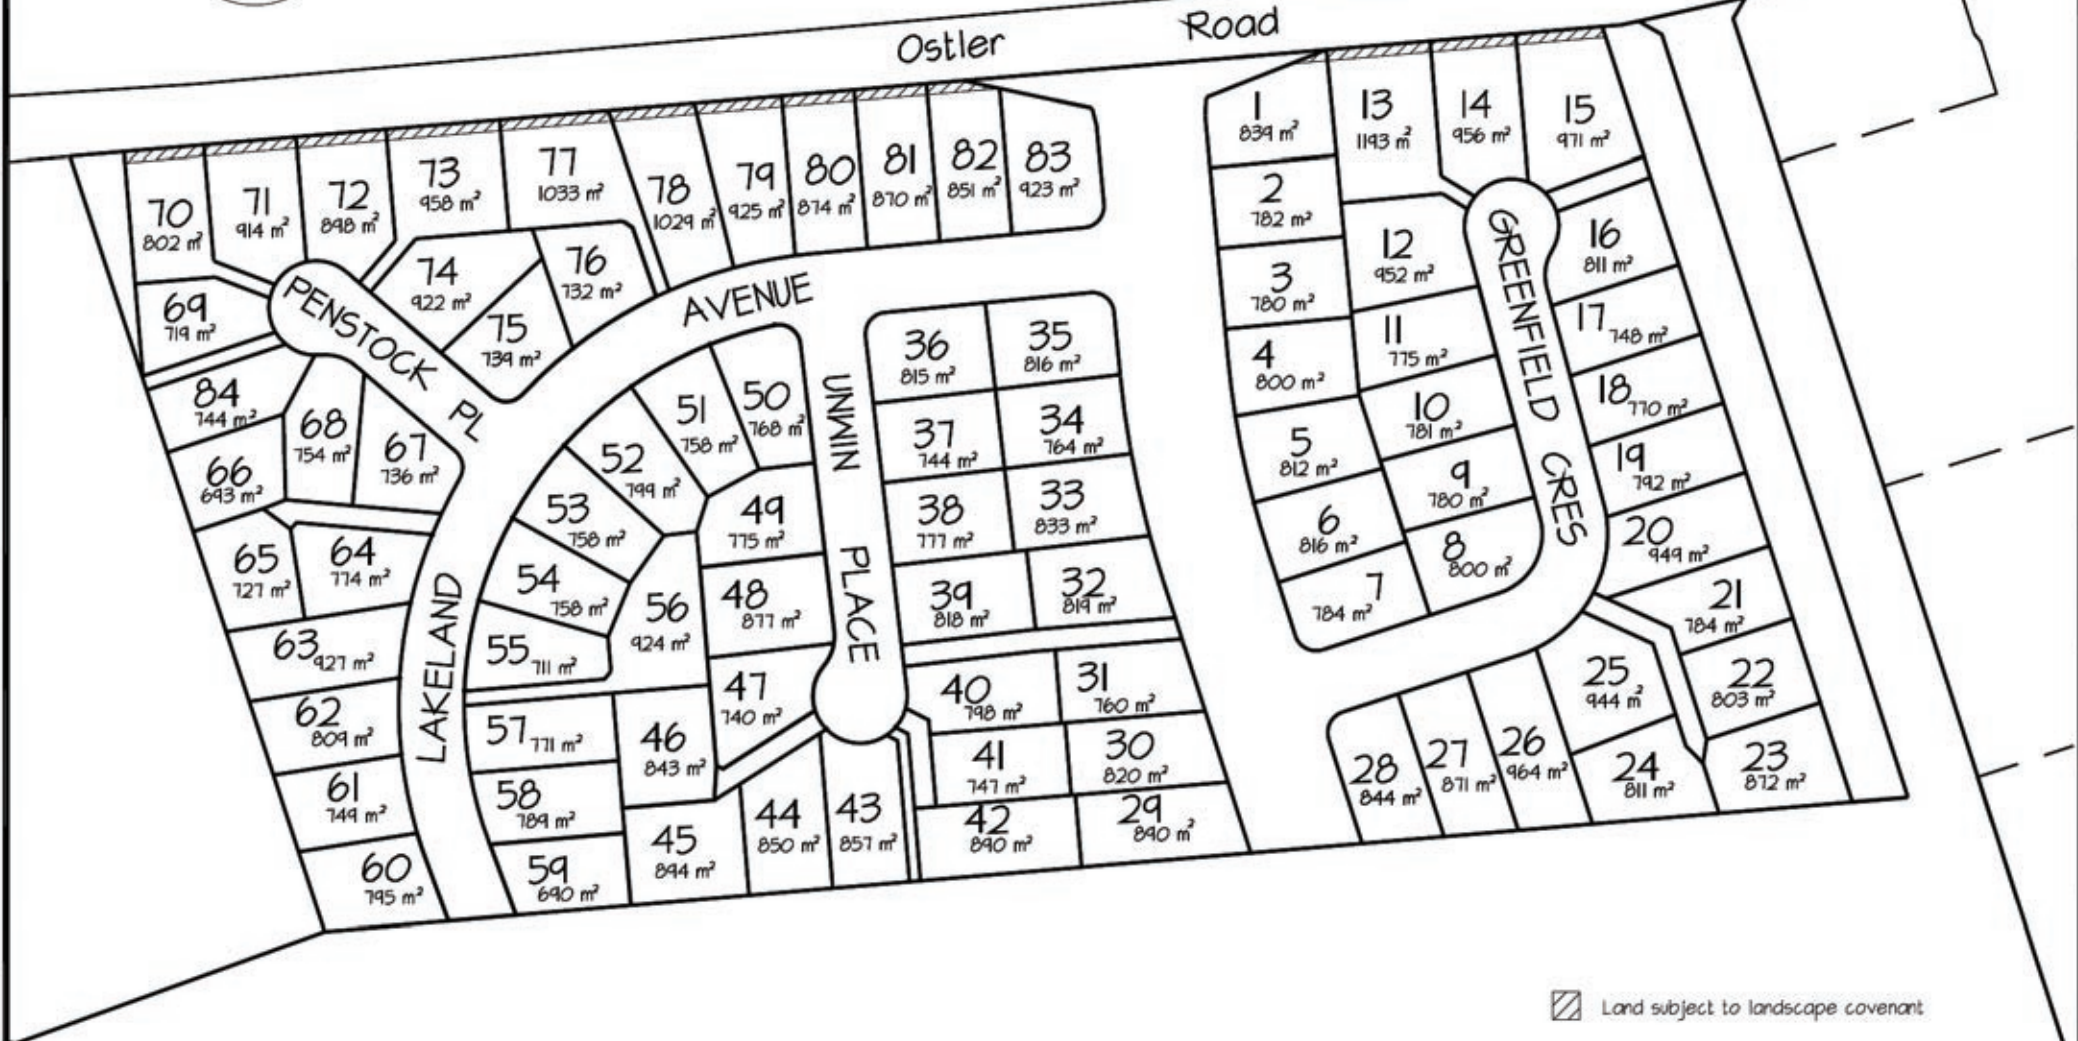 Ostler Road
1
839 m²
2
782 m²
3
780 m²
4
800 m²
5
812 m²
6
816 m²
7
784 m²
8
800 m²
9
780 m²
10
781 m²
11
775 m²
12
952 m²
13
1193 m²
14
956 m²
15
971 m²
16
811 m²
17
748 m²
18
770 m²
19
792 m²
20
949 m²
21
784 m²
22
803 m²
23
872 m²
24
811 m²
25
944 m²
26
964 m²
27
871 m²
28
844 m²
29
890 m²
30
820 m²
31
760 m²
32
819 m²
33
833 m²
34
764 m²
35
816 m²
36
815 m²
37
744 m²
38
777 m²
39
818 m²
40
798 m²
41
747 m²
42
890 m²
43
857 m²
44
850 m²
45
894 m²
46
843 m²
47
740 m²
48
877 m²
49
775 m²
50
768 m²
51
758 m²
52
799 m²
53
758 m²
54
758 m²
55
711 m²
56
924 m²
57
771 m²
58
789 m²
59
690 m²
60
795 m²
61
749 m²
62
809 m²
63
927 m²
64
774 m²
65
727 m²
66
693 m²
67
736 m²
68
754 m²
69
719 m²
70
802 m²
71
914 m²
72
898 m²
73
958 m²
74
922 m²
75
739 m²
76
732 m²
77
1033 m²
78
1029 m²
79
925 m²
80
874 m²
81
870 m²
82
851 m²
83
923 m²
84
744 m²
PENSTOCK PL
LAKELAND AVENUE
UNWIN PLACE
GREENFIELD CRES
Land subject to landscape covenant